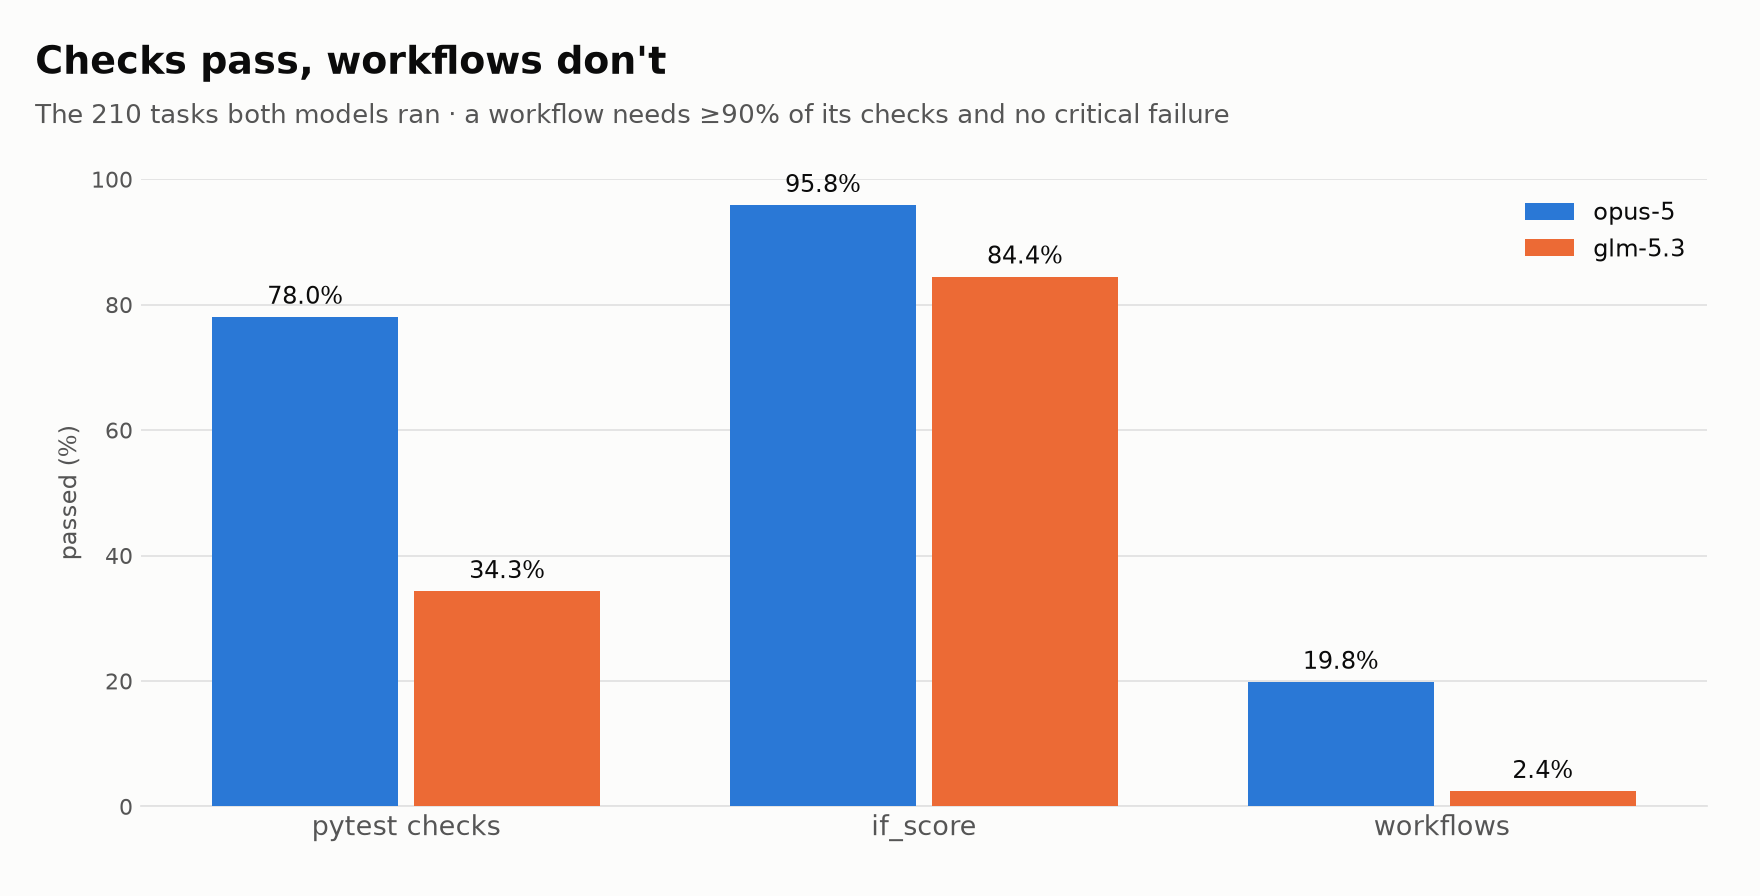 Checks pass, workflows don't
The 210 tasks both models ran · a workflow needs ≥90% of its checks and no critical failure
passed (%)
100
80
60
40
20
0
78.0%
34.3%
95.8%
84.4%
19.8%
2.4%
opus-5
glm-5.3
pytest checks
if_score
workflows